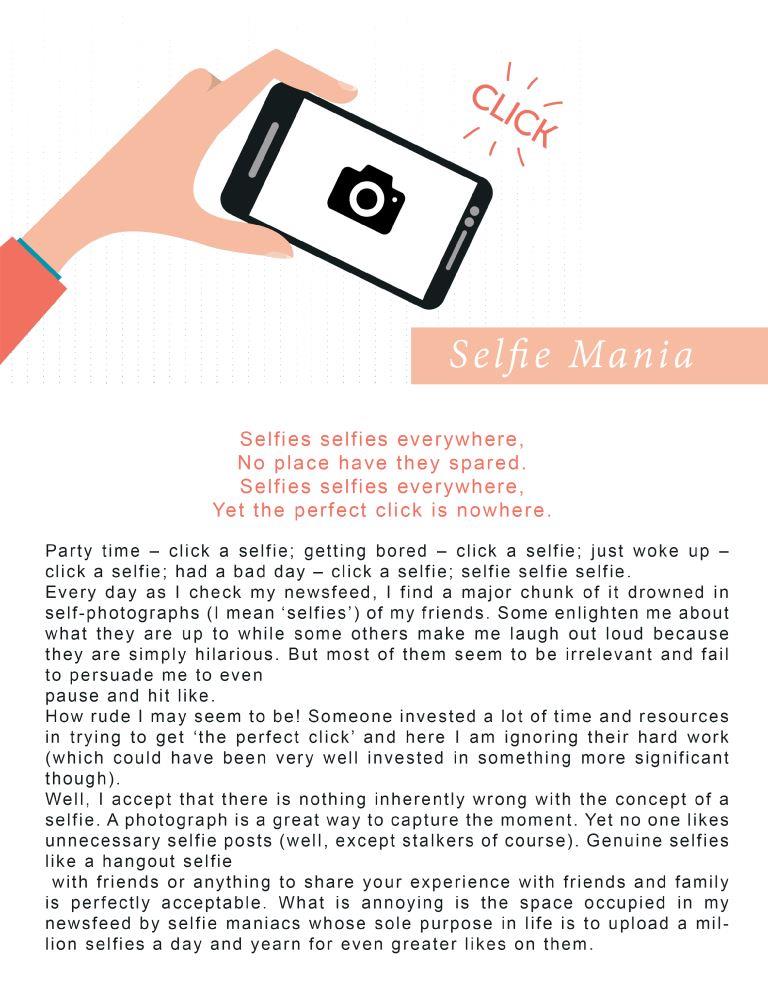 CLICK
Selfie Mania
Selfies selfies everywhere,
No place have they spared.
Selfies selfies everywhere,
Yet the perfect click is nowhere.
Party time – click a selfie; getting bored – click a selfie; just woke up –
click a selfie; had a bad day – click a selfie; selfie selfie selfie.
Every day as I check my newsfeed, I find a major chunk of it drowned in
self-photographs (I mean ‘selfies’) of my friends. Some enlighten me about
what they are up to while some others make me laugh out loud because
they are simply hilarious. But most of them seem to be irrelevant and fail
to persuade me to even
pause and hit like.
How rude I may seem to be! Someone invested a lot of time and resources
in trying to get ‘the perfect click’ and here I am ignoring their hard work
(which could have been very well invested in something more significant
though).
Well, I accept that there is nothing inherently wrong with the concept of a
selfie. A photograph is a great way to capture the moment. Yet no one likes
unnecessary selfie posts (well, except stalkers of course). Genuine selfies
like a hangout selfie
with friends or anything to share your experience with friends and family
is perfectly acceptable. What is annoying is the space occupied in my
newsfeed by selfie maniacs whose sole purpose in life is to upload a mil-
lion selfies a day and yearn for even greater likes on them.